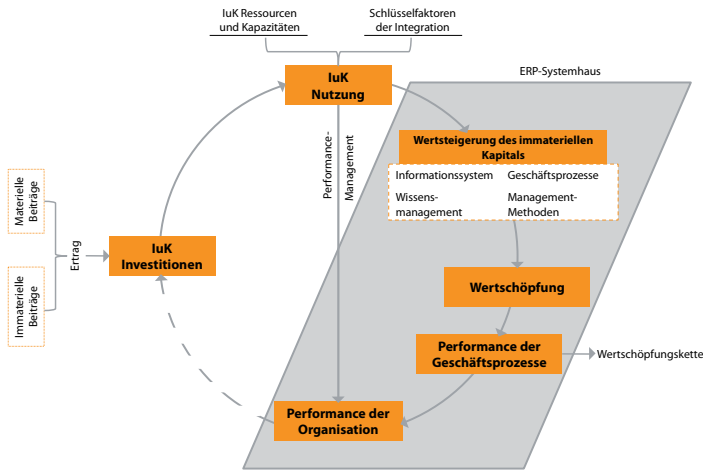 IuK Ressourcen
und Kapazitäten
Schlüsselfaktoren
der Integration
IuK
Nutzung
ERP-Systemhaus
Performance-
Management
Wertsteigerung des immateriellen
Kapitals
Informationssystem
Geschäftsprozesse
Wissens-
management
Management-
Methoden
Materielle
Beiträge
Immaterielle
Beiträge
Ertrag
IuK
Investitionen
Wertschöpfung
Performance der
Geschäftsprozesse
Wertschöpfungskette
Performance der
Organisation